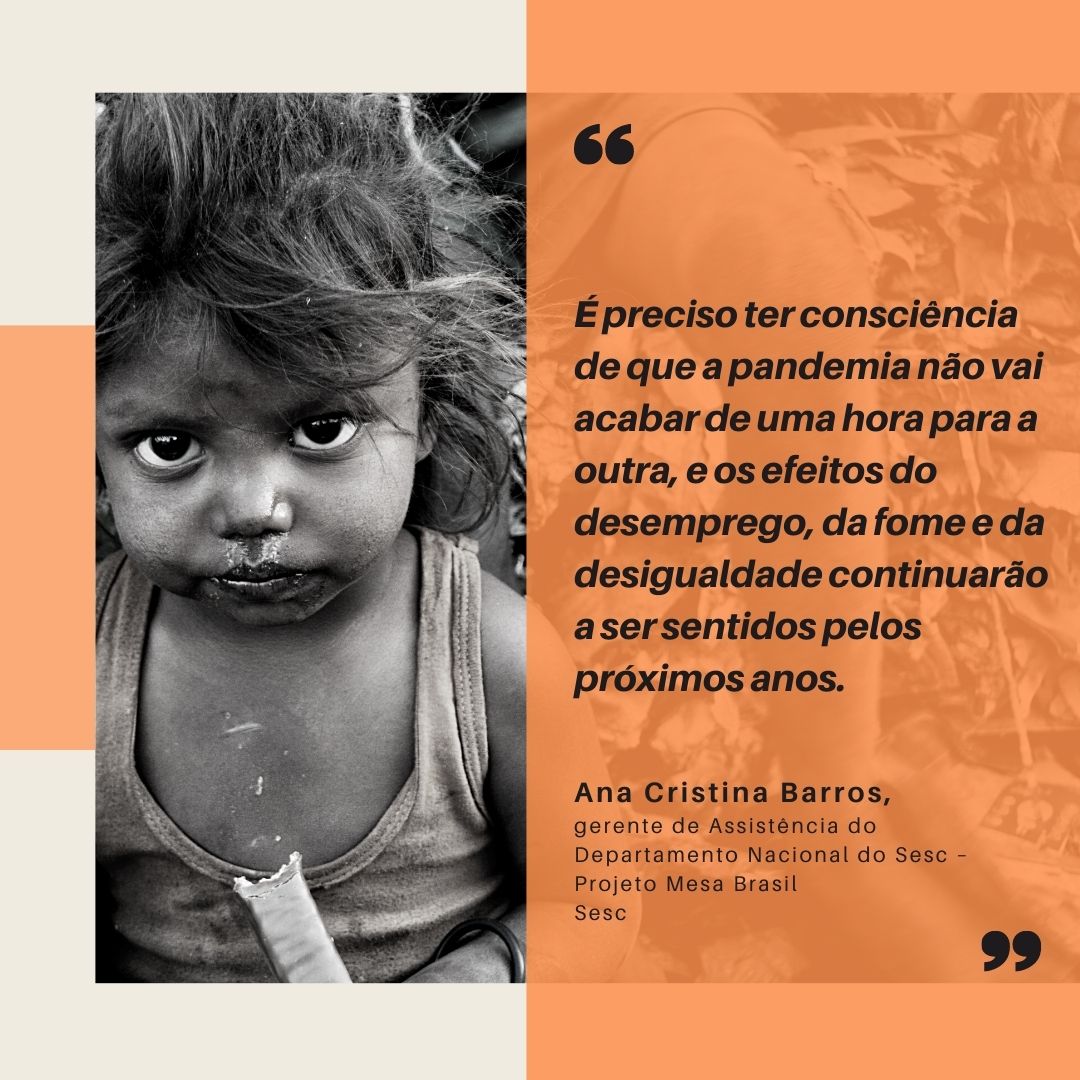 “
É preciso ter consciência
de que a pandemia não vai
acabar de uma hora para a
outra, e os efeitos do
desemprego, da fome e da
desigualdade continuarão
a ser sentidos pelos
próximos anos.
Ana Cristina Barros,
gerente de Assistência do
Departamento Nacional do Sesc –
Projeto Mesa Brasil
Sesc
”